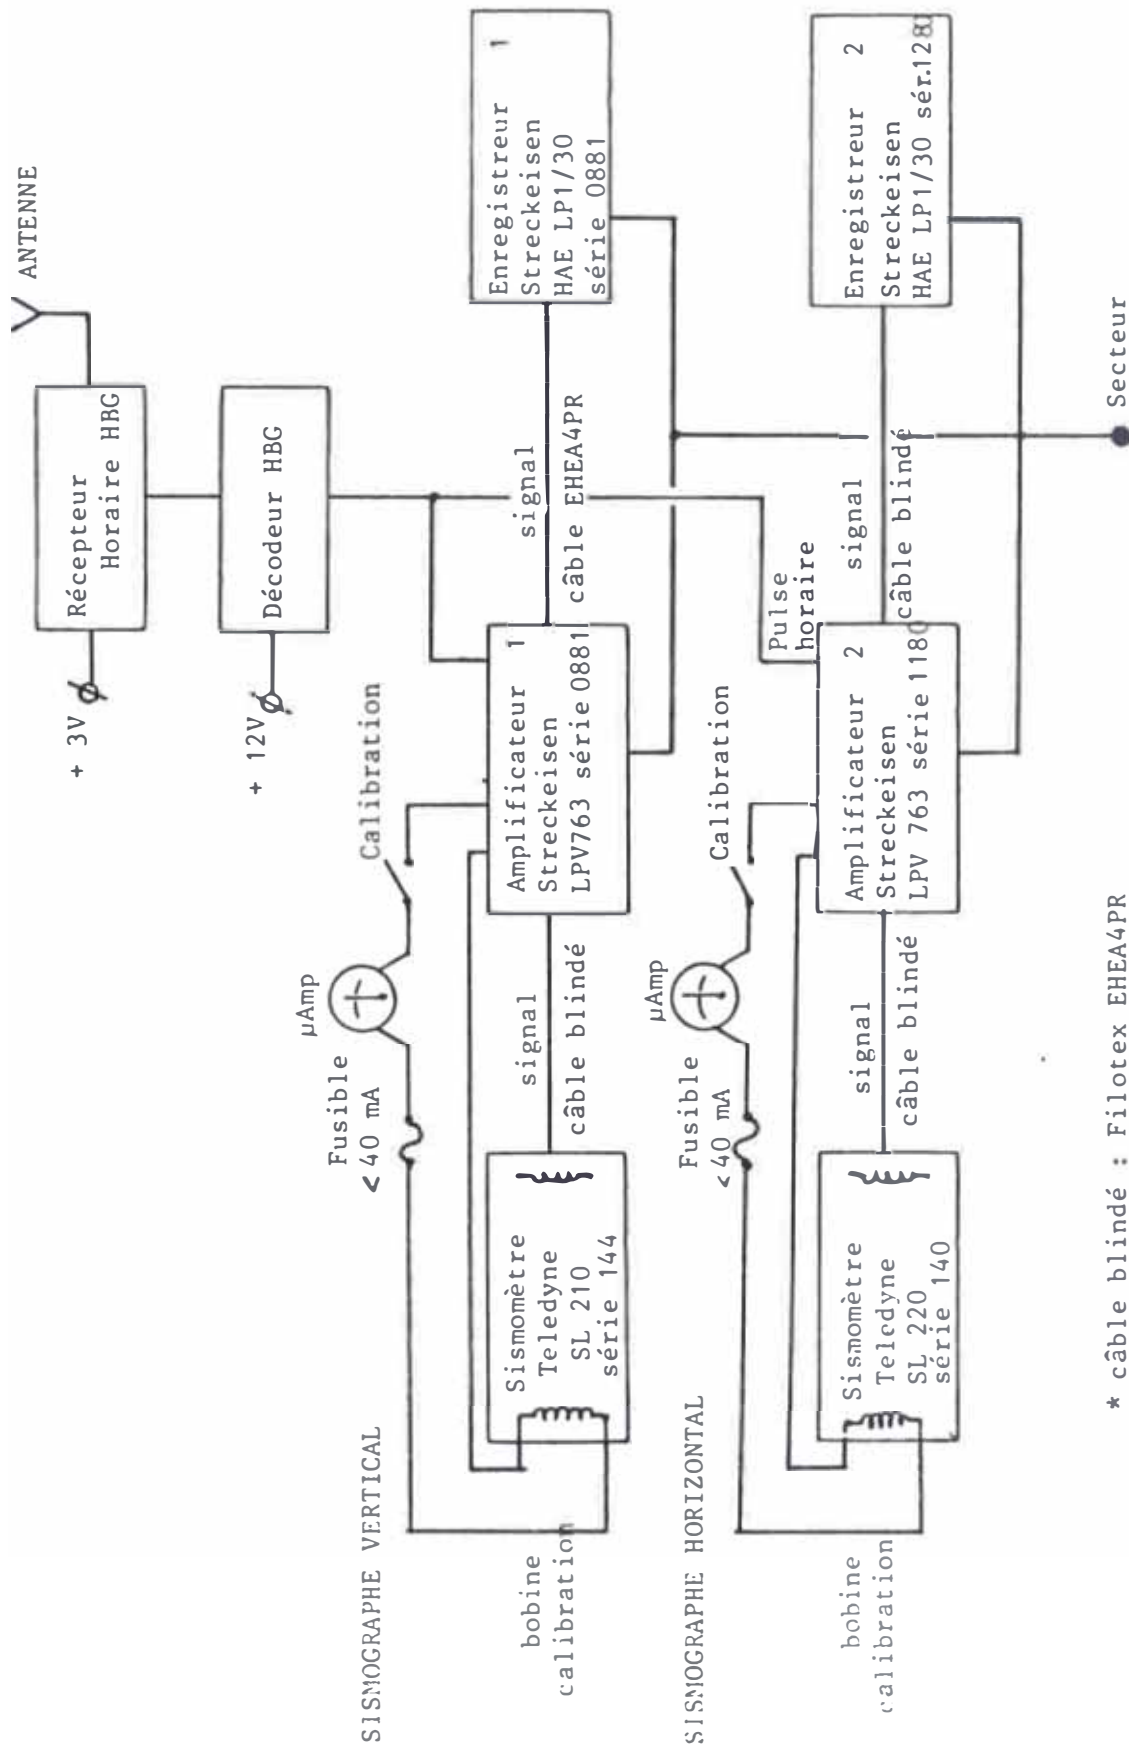 ANTENNE
Récepteur
Horaire HBG
+ 3V
Décodeur HBG
+ 12V
SISMOGRAPHE VERTICAL
Fusible
< 40 mA
µAmp
Calibration
bobine
calibration
Sismomètre
Teledyne
SL 210
série 144
signal
câble blindé
Amplificateur 1
Streckeisen
LPV763 série 0881
signal
câble EHEA4PR
Enregistreur 1
Streckeisen
HAE LP1/30
série 0881
SISMOGRAPHE HORIZONTAL
Fusible
< 40 mA
µAmp
Calibration
Pulse
horaire
bobine
calibration
Sismomètre
Teledyne
SL 220
série 140
signal
câble blindé
Amplificateur 2
Streckeisen
LPV 763 série 1180
signal
câble blindé
Enregistreur 2
Streckeisen
HAE LP1/30 sér.1280
* câble blindé : Filotex EHEA4PR
Secteur